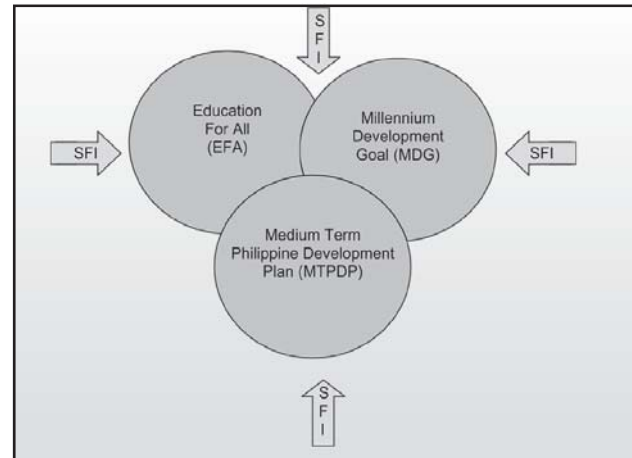 S
F
I
Education
For All
(EFA)
Millennium
Development
Goal (MDG)
SFI
SFI
Medium Term
Philippine Development
Plan (MTPDP)
S
F
I